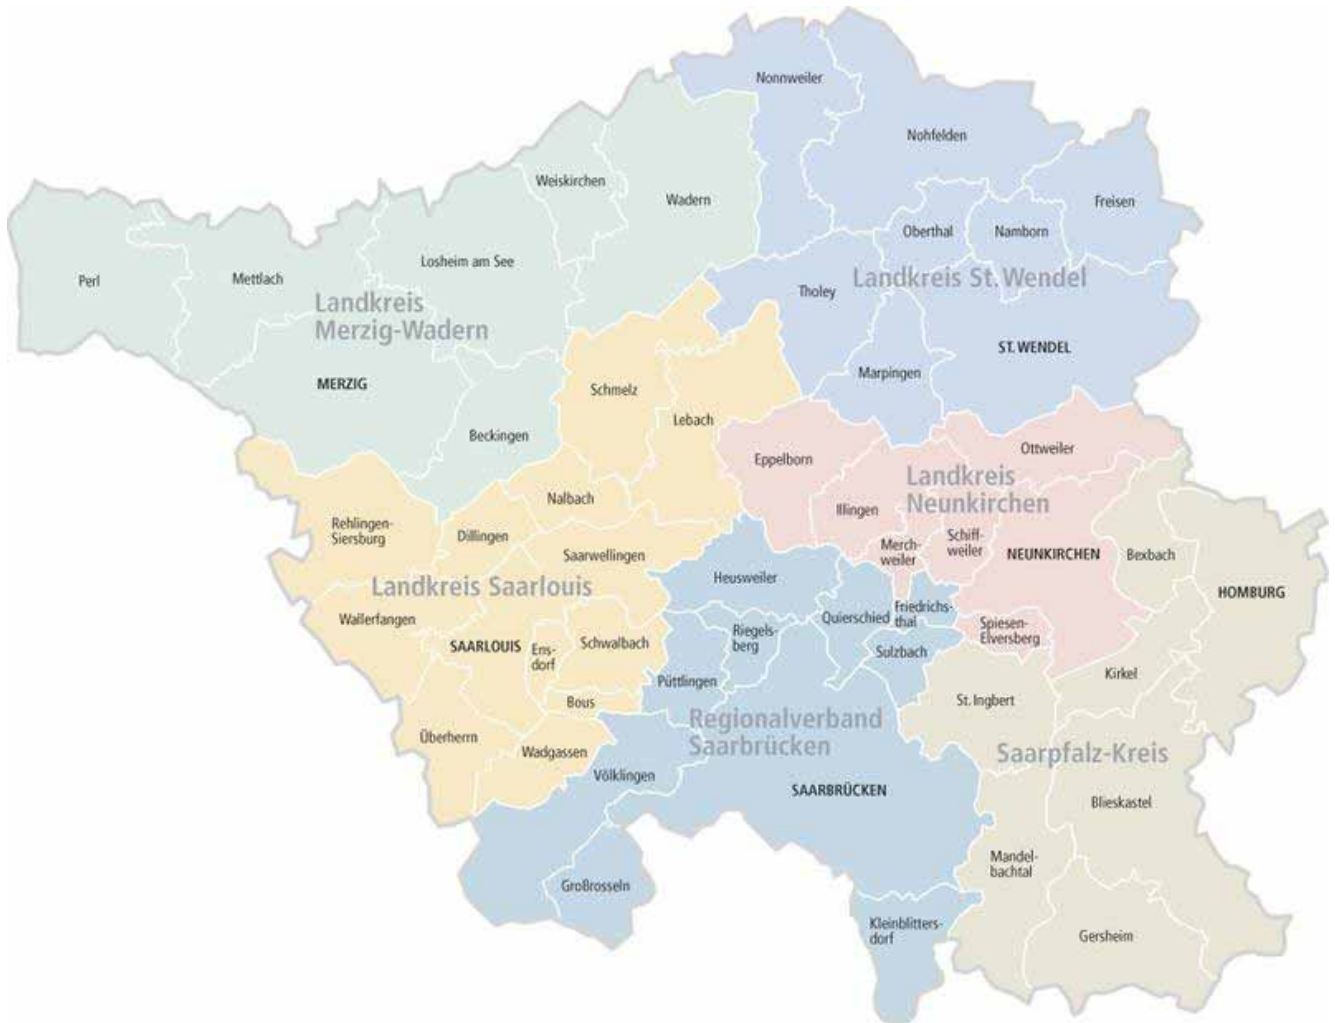 Nonnweiler
Nohfelden
Weiskirchen
Wadern
Freisen
Oberthal
Namborn
Perl
Mettlach
Losheim am See
Tholey
Landkreis St. Wendel
Landkreis
Merzig-Wadern
ST. WENDEL
MERZIG
Schmelz
Marpingen
Beckingen
Lebach
Eppelborn
Ottweiler
Landkreis
Neunkirchen
Nalbach
Illingen
Rehlingen-
Siersburg
Dillingen
Saarwellingen
Merch-
weiler
Schiff-
weiler
NEUNKIRCHEN
Bexbach
Landkreis Saarlouis
Heusweiler
HOMBURG
Wallerfangen
Quierschied
Friedrichs-
thal
SAARLOUIS
Ens-
dorf
Schwalbach
Riegels-
berg
Spiesen-
Elversberg
Sulzbach
Püttlingen
Kirkel
Bous
St. Ingbert
Regionalverband
Saarbrücken
Überherrn
Wadgassen
Saarpfalz-Kreis
Völklingen
SAARBRÜCKEN
Blieskastel
Mandel-
bachtal
Großrosseln
Kleinblitters-
dorf
Gersheim